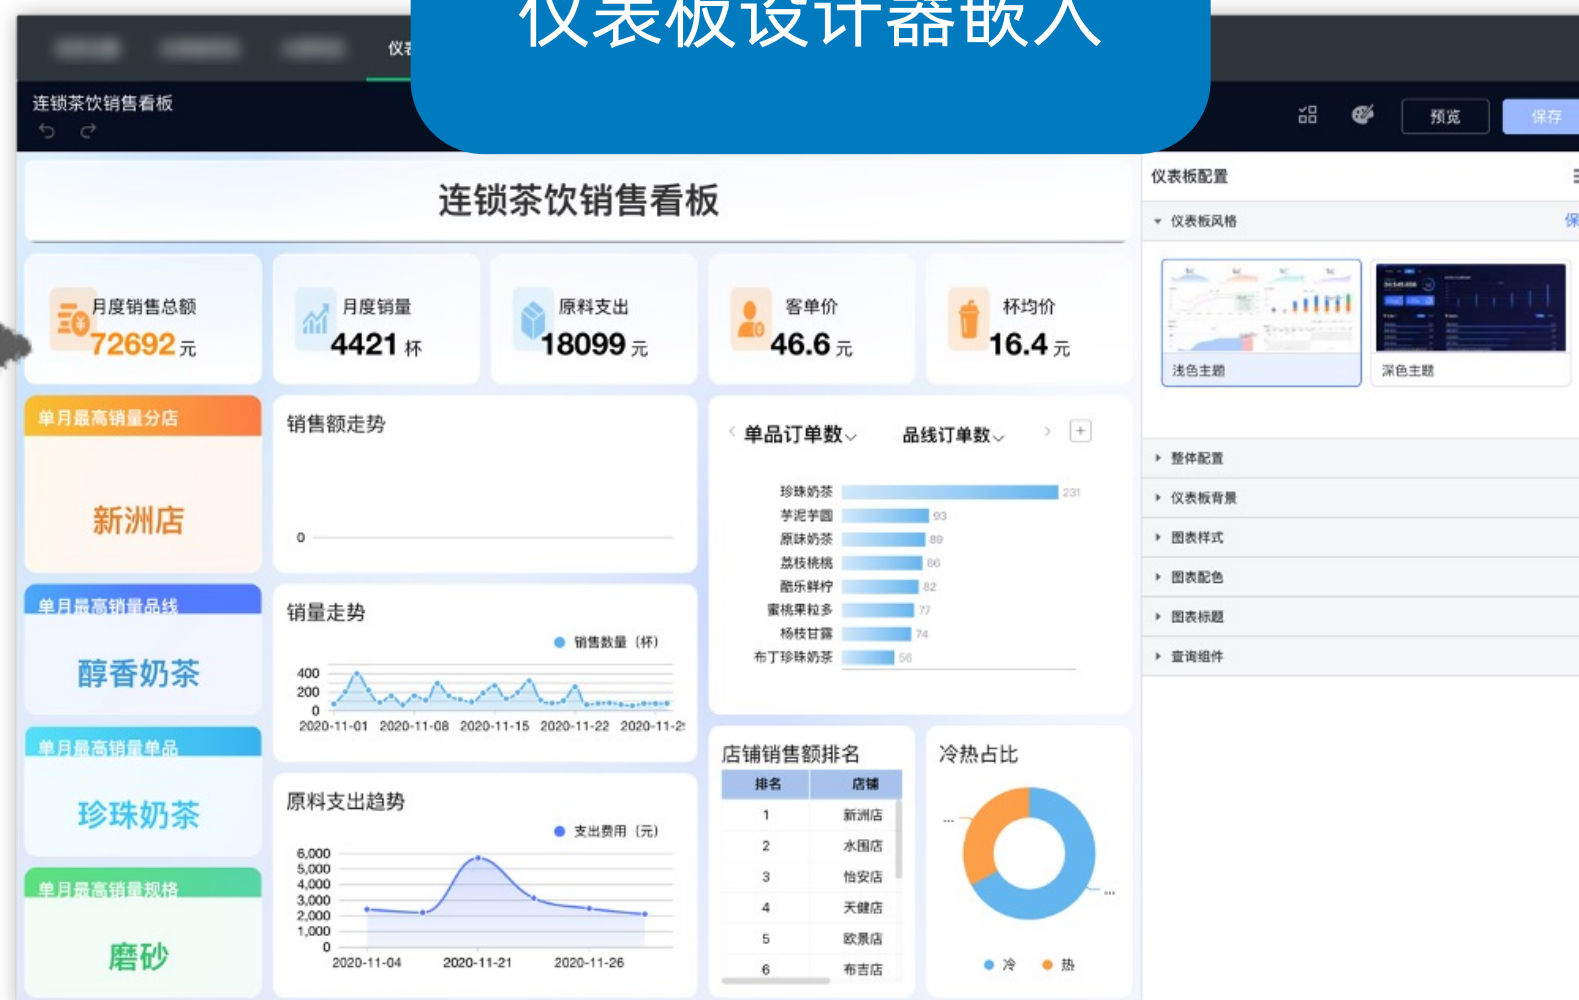 仪表板设计器嵌入
仪表
连锁茶饮销售看板
预览
保存
连锁茶饮销售看板
月度销售总额
72692 元
月度销量
4421 杯
原料支出
18099 元
客单价
46.6 元
杯均价
16.4 元
单月最高销量分店
新洲店
单月最高销量品线
醇香奶茶
单月最高销量单品
珍珠奶茶
单月最高销量规格
磨砂
销售额走势
0
销量走势
销售数量（杯）
400
200
0
2020-11-01 2020-11-08 2020-11-15 2020-11-22 2020-11-29
原料支出趋势
支出费用（元）
6,000
5,000
4,000
3,000
2,000
1,000
0
2020-11-04 2020-11-21 2020-11-26
单品订单数 品线订单数
珍珠奶茶 231
芋泥芋圆 93
原味奶茶 89
荔枝桃桃 86
酷乐鲜柠 82
蜜桃果粒多 77
杨枝甘露 74
布丁珍珠奶茶 56
店铺销售额排名
排名 店铺
1 新洲店
2 水围店
3 怡安店
4 天健店
5 欧景店
6 布吉店
冷热占比
...
...
冷 热
仪表板配置
仪表板风格
保
浅色主题
深色主题
整体配置
仪表板背景
图表样式
图表配色
图表标题
查询组件